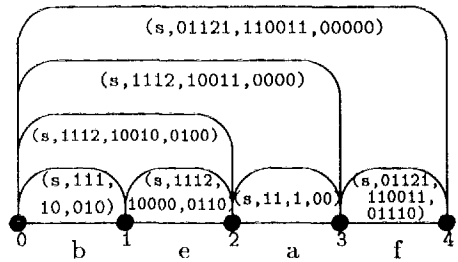 (s,01121,110011,00000)
(s,1112,10011,0000)
(s,1112,10010,0100)
(s,111,
10,010)
(s,1112,
10000,0110)
(s,11,1,00)
(s,01121,
110011,
01110)
0 1 2 3 4
b e a f